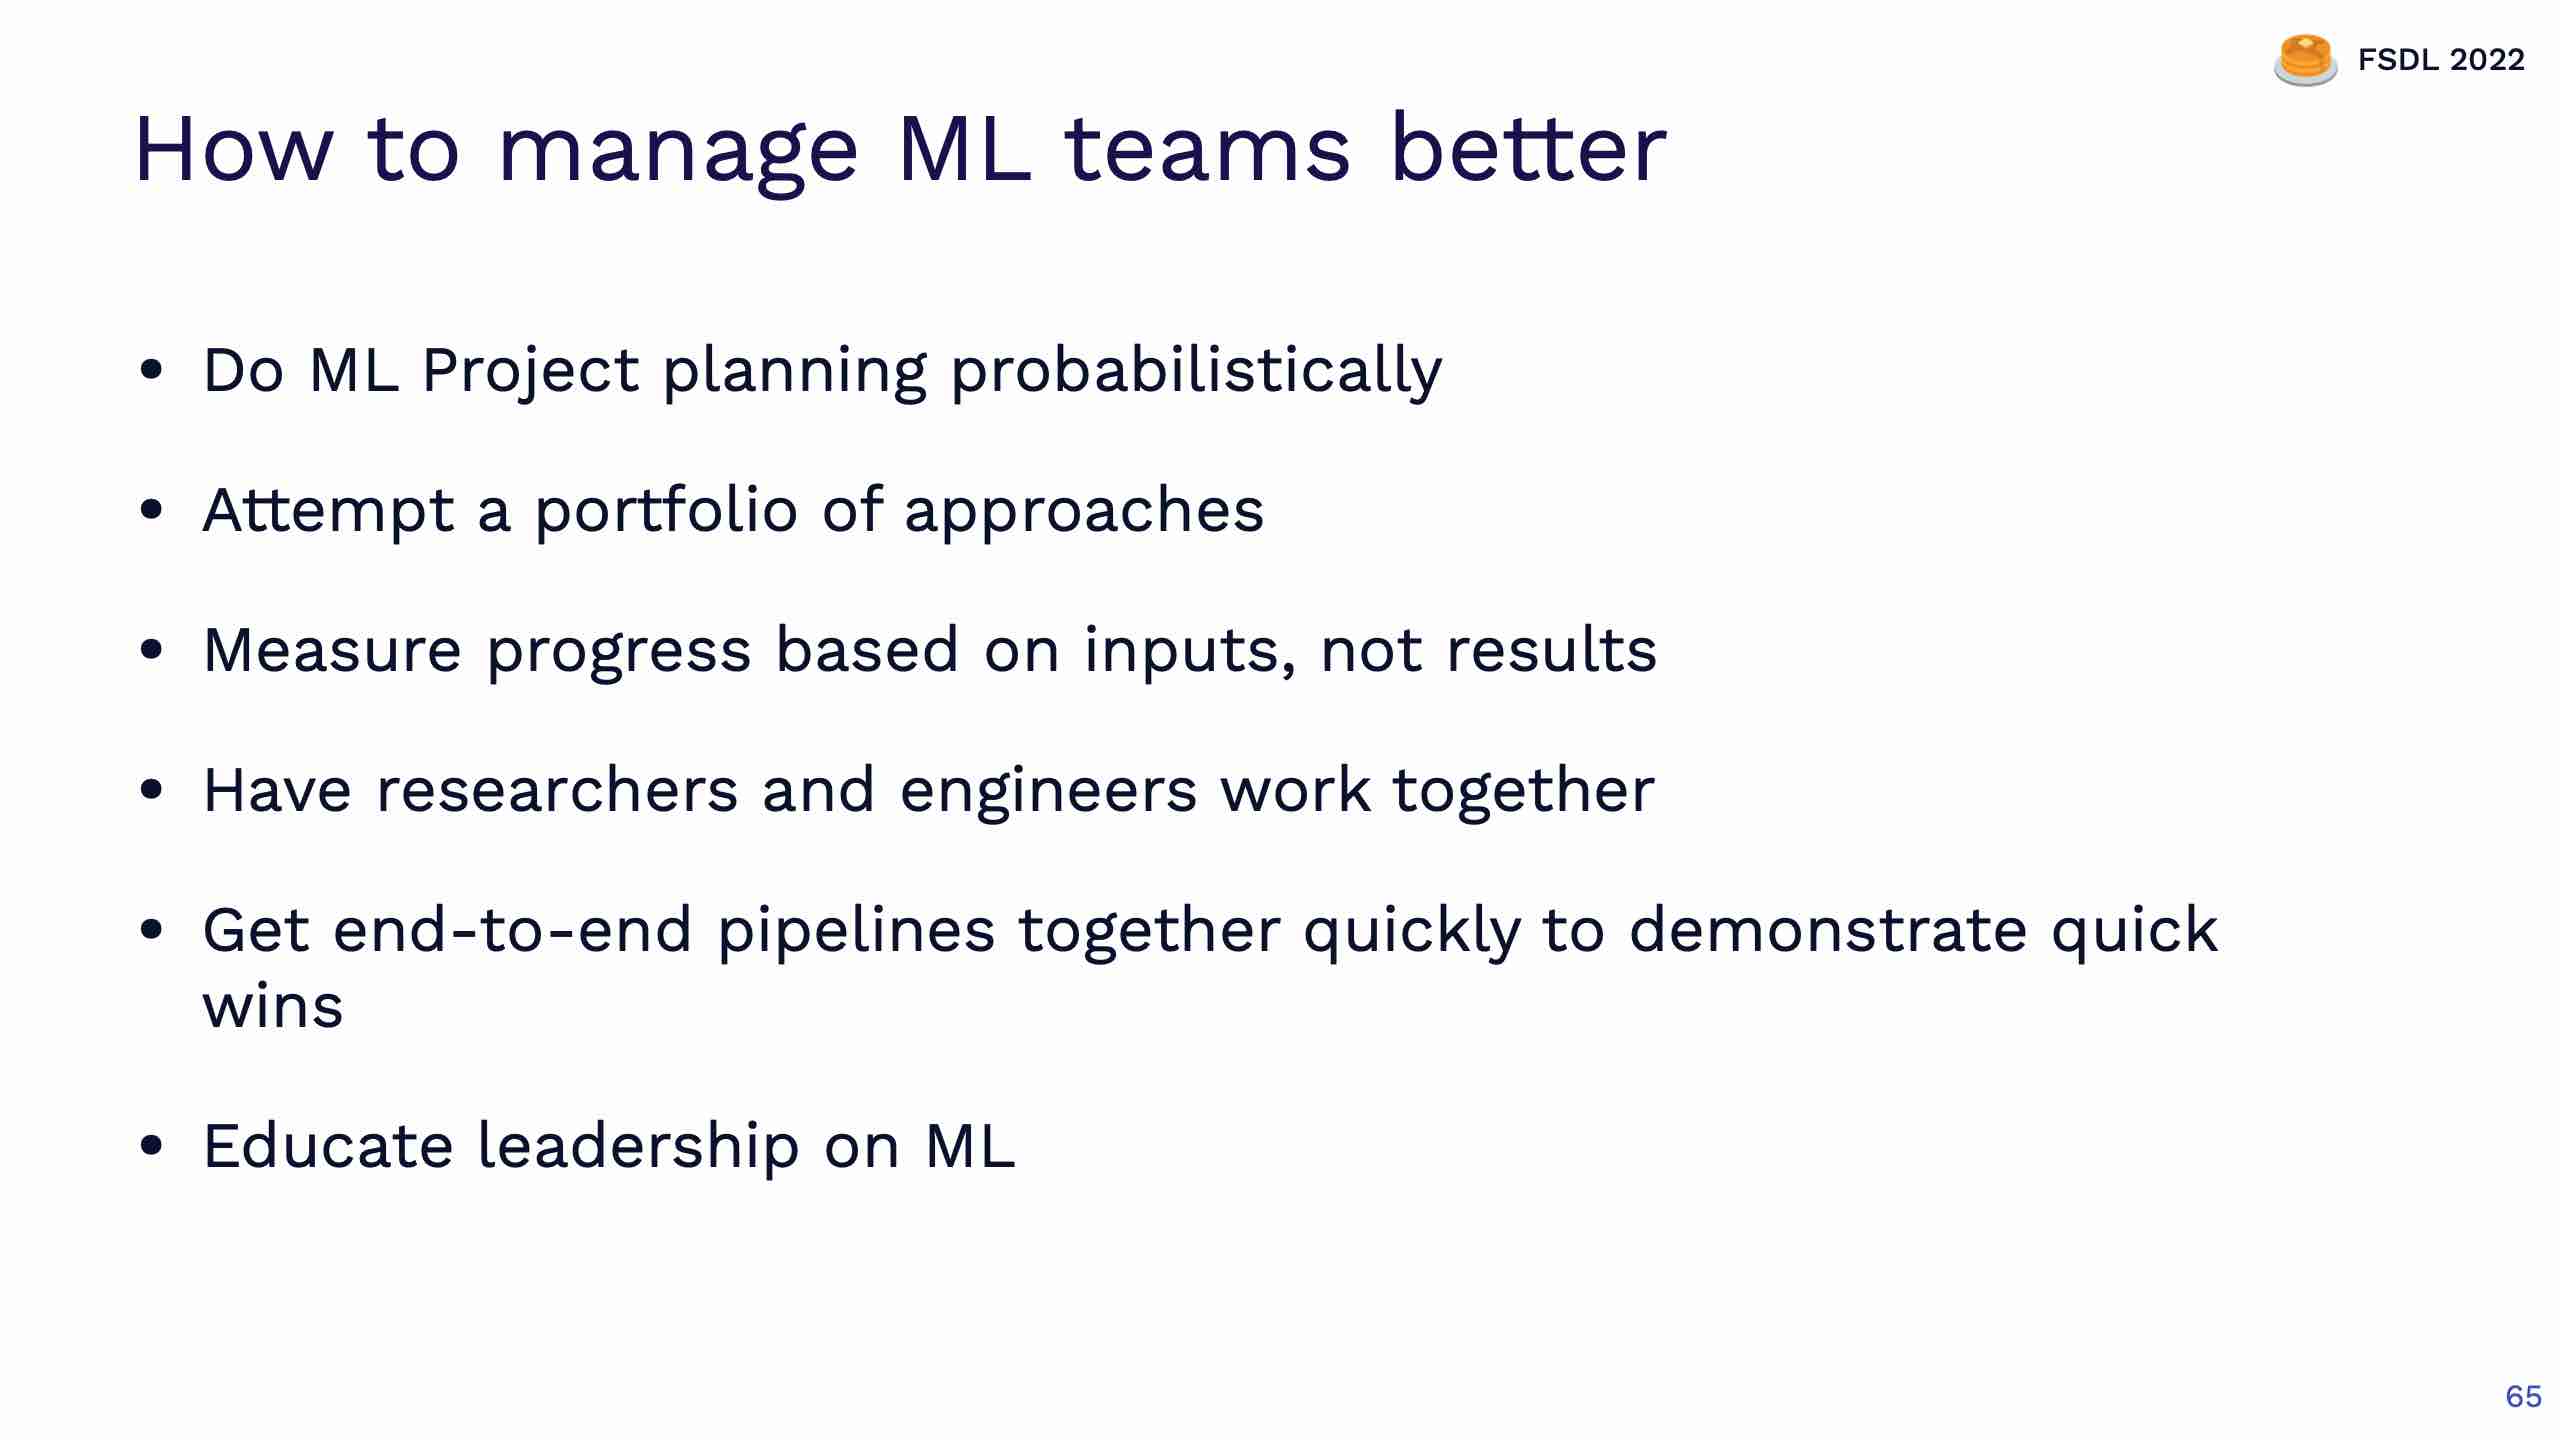 FSDL 2022
How to manage ML teams better
• Do ML Project planning probabilistically
• Attempt a portfolio of approaches
• Measure progress based on inputs, not results
• Have researchers and engineers work together
• Get end-to-end pipelines together quickly to demonstrate quick
wins
• Educate leadership on ML
65